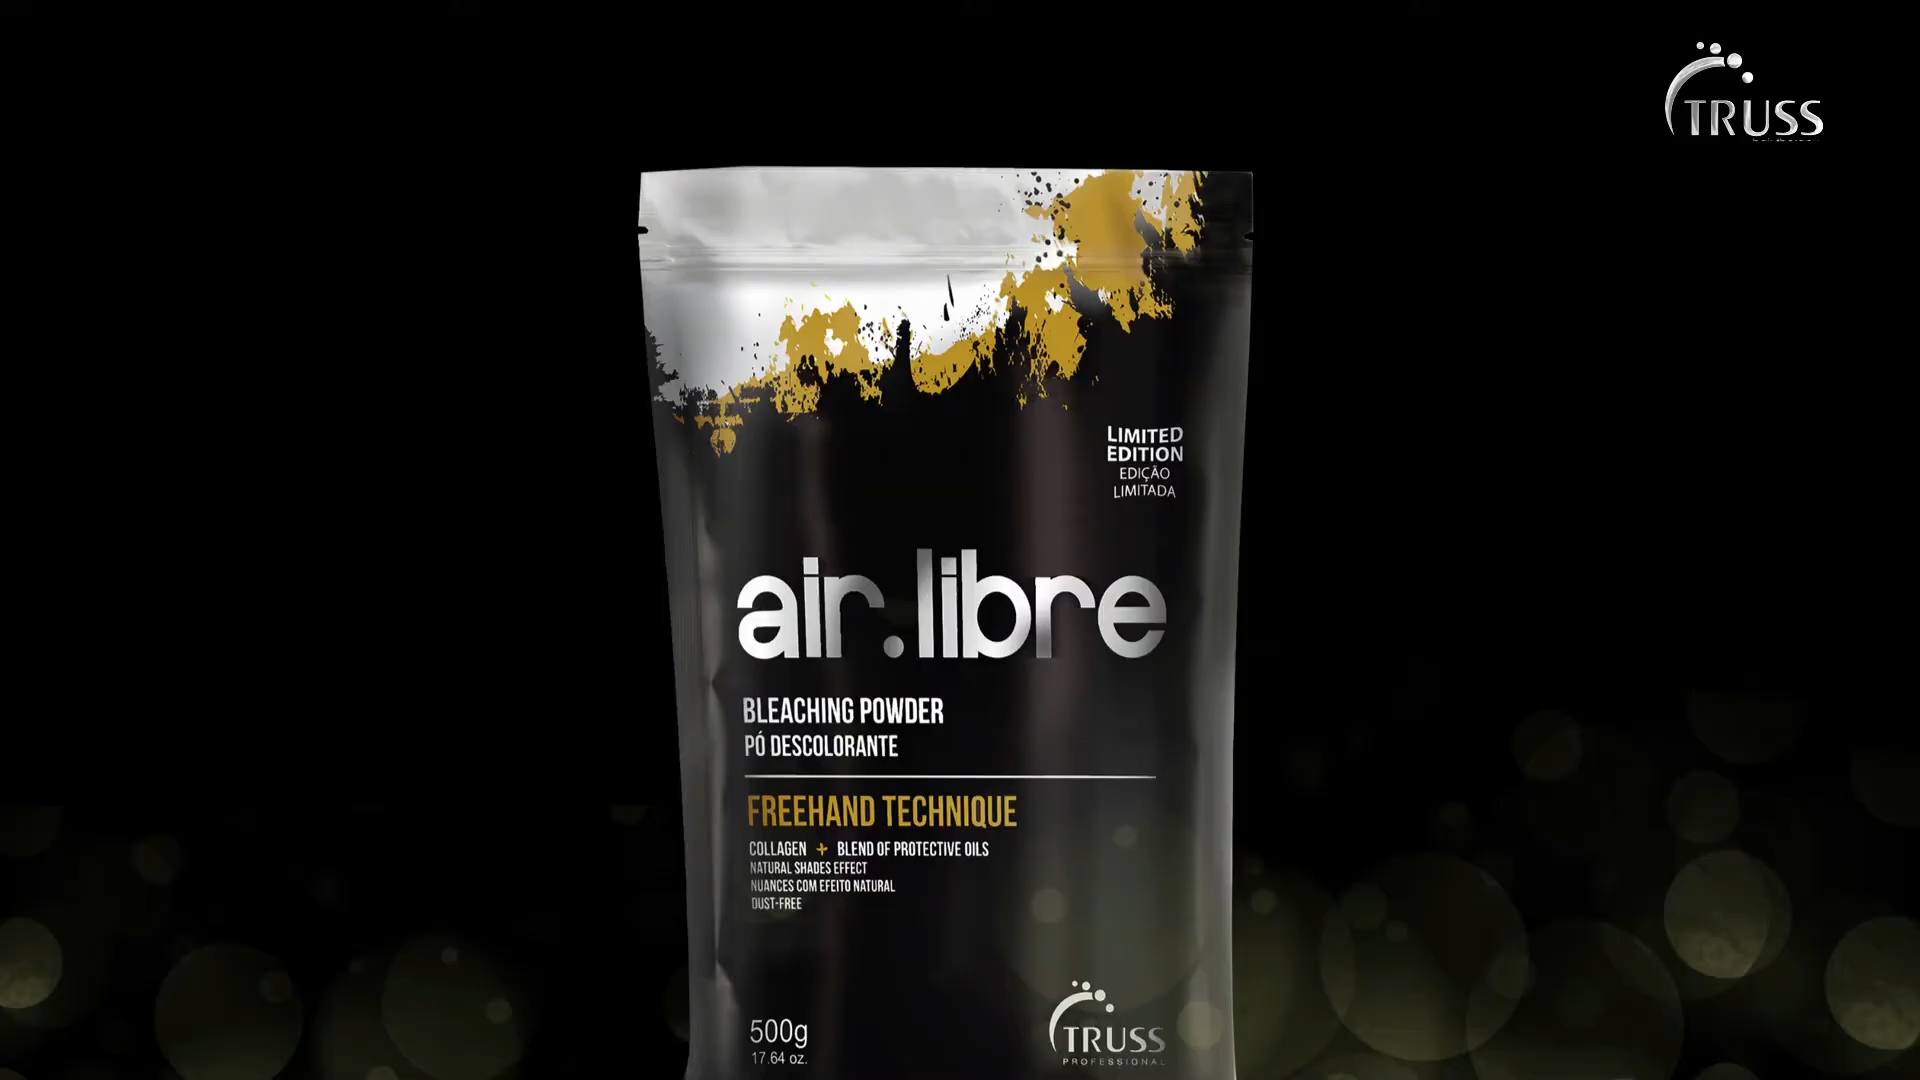 TRUSS
LIMITED
EDITION
EDIÇÃO
LIMITADA
air.libre
BLEACHING POWDER
PÓ DESCOLORANTE
FREEHAND TECHNIQUE
COLLAGEN + BLEND OF PROTECTIVE OILS
NATURAL SHADES EFFECT
NUANCES COM EFEITO NATURAL
DUST-FREE
500g
17.64 oz.
TRUSS
PROFESSIONAL